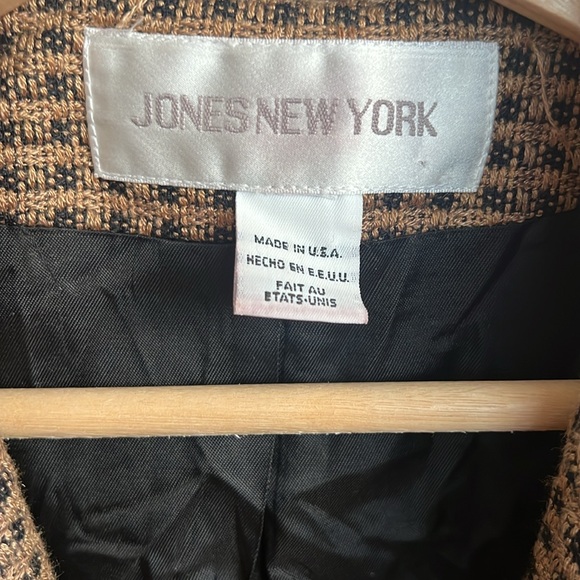 JONES NEW YORK
MADE IN U.S.A.
HECHO EN E.E.U.U.
FAIT AU
ETATS-UNIS